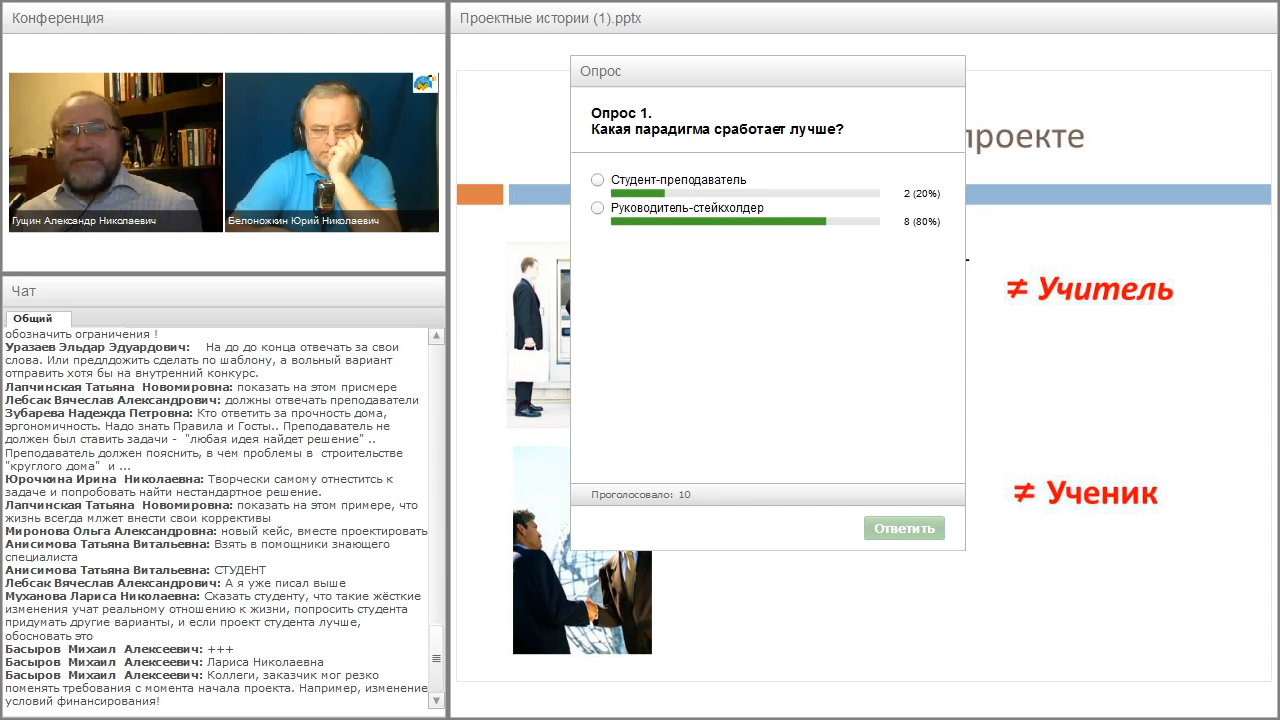 Конференция
Гущин Александр Николаевич
Белоножкин Юрий Николаевич
Чат
Общий
обозначить ограничения !
Уразаев Эльдар Эдуардович: На до до конца отвечать за свои
слова. Или предлдожить сделать по шаблону, а вольный вариант
отправить хотя бы на внутренний конкурс.
Лапчинская Татьяна Новомировна: показать на этом присмере
Лебсак Вячеслав Александрович: должны отвечать преподаватели
Зубарева Надежда Петровна: Кто ответить за прочность дома,
эргономичность. Надо знать Правила и Госты.. Преподаватель не
должен был ставить задачи - "любая идея найдет решение" ..
Преподаватель должен пояснить, в чем проблемы в строительстве
"круглого дома" и ...
Юрочкина Ирина Николаевна: Творчески самому отнеститсь к
задаче и попробовать найти нестандартное решение.
Лапчинская Татьяна Новомировна: показать на этом примере, что
жизнь всегда млжет внести свои коррективы
Миронова Ольга Александровна: новый кейс, вместе проектировать
Анисимова Татьяна Витальевна: Взять в помощники знающего
специалиста
Анисимова Татьяна Витальевна: СТУДЕНТ
Лебсак Вячеслав Александрович: А я уже писал выше
Муханова Лариса Николаевна: Сказать студенту, что такие жёсткие
изменения учат реальному отношению к жизни, попросить студента
придумать другие варианты, и если проект студента лучше,
обосновать это
Басыров Михаил Алексеевич: +++
Басыров Михаил Алексеевич: Лариса Николаевна
Басыров Михаил Алексеевич: Коллеги, заказчик мог резко
поменять требования с момента начала проекта. Например, изменение
условий финансирования!
Проектные истории (1).pptx
проекте
≠ Учитель
≠ Ученик
Опрос
Опрос 1.
Какая парадигма сработает лучше?
Студент-преподаватель
2 (20%)
Руководитель-стейкхолдер
8 (80%)
Проголосовало: 10
Ответить